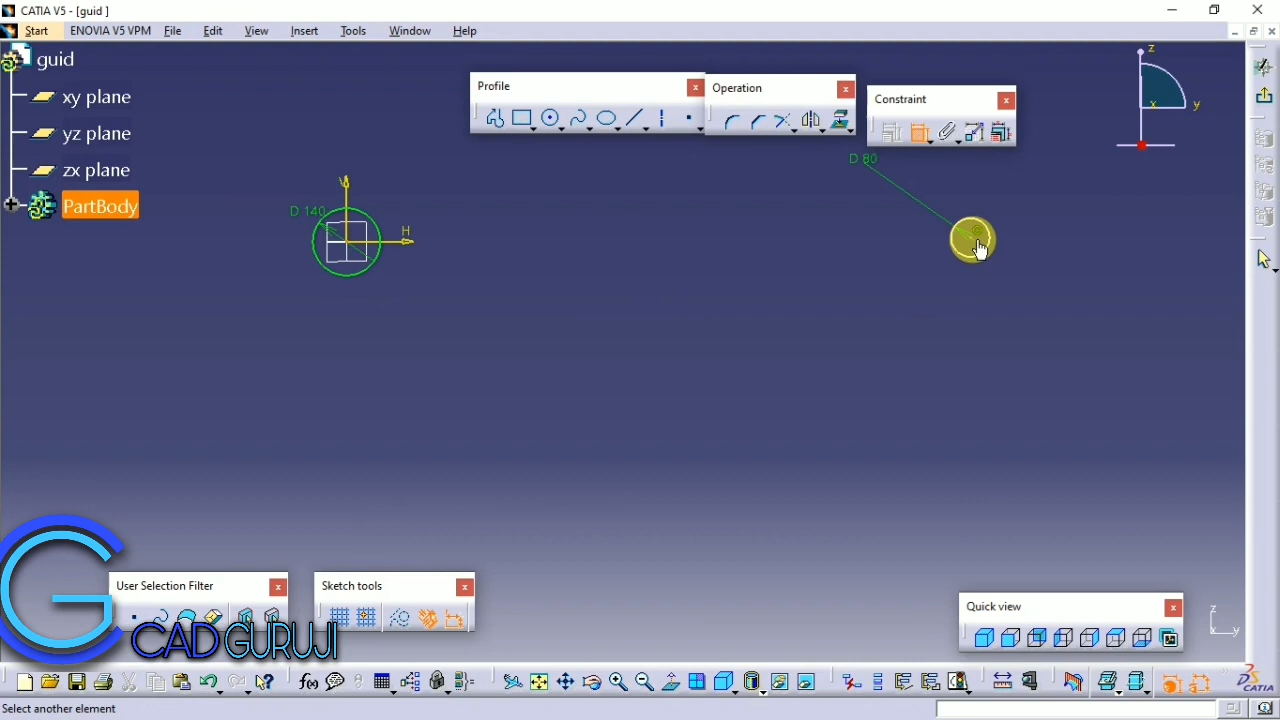 CATIA V5 - [guid ]
Start ENOVIA V5 VPM File Edit View Insert Tools Window Help
guid
xy plane
yz plane
zx plane
PartBody
Profile
Operation
Constraint
z
x
y
D 80
D 140
V
H
User Selection Filter
Sketch tools
Quick view
CAD GURUJI
z
x y
f(x)
CATIA
Select another element